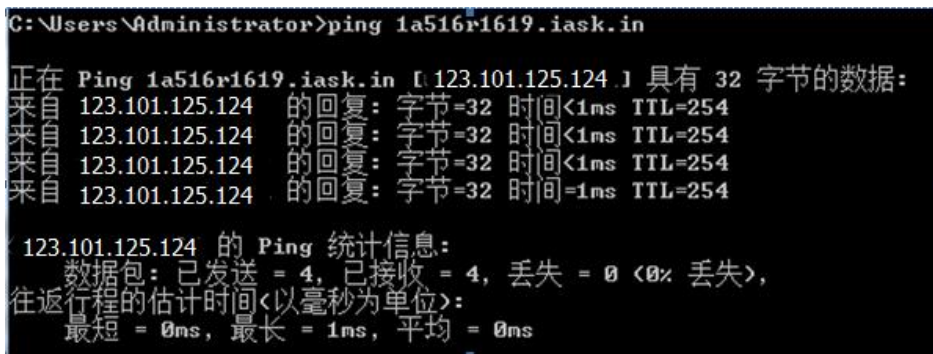 C:\Users\Administrator>ping 1a516r1619.iask.in
正在 Ping 1a516r1619.iask.in [ 123.101.125.124 ] 具有 32 字节的数据:
来自 123.101.125.124 的回复: 字节=32 时间<1ms TTL=254
来自 123.101.125.124 的回复: 字节=32 时间<1ms TTL=254
来自 123.101.125.124 的回复: 字节=32 时间<1ms TTL=254
来自 123.101.125.124 的回复: 字节=32 时间=1ms TTL=254
123.101.125.124 的 Ping 统计信息:
数据包: 已发送 = 4, 已接收 = 4, 丢失 = 0 (0% 丢失),
往返行程的估计时间(以毫秒为单位):
最短 = 0ms, 最长 = 1ms, 平均 = 0ms